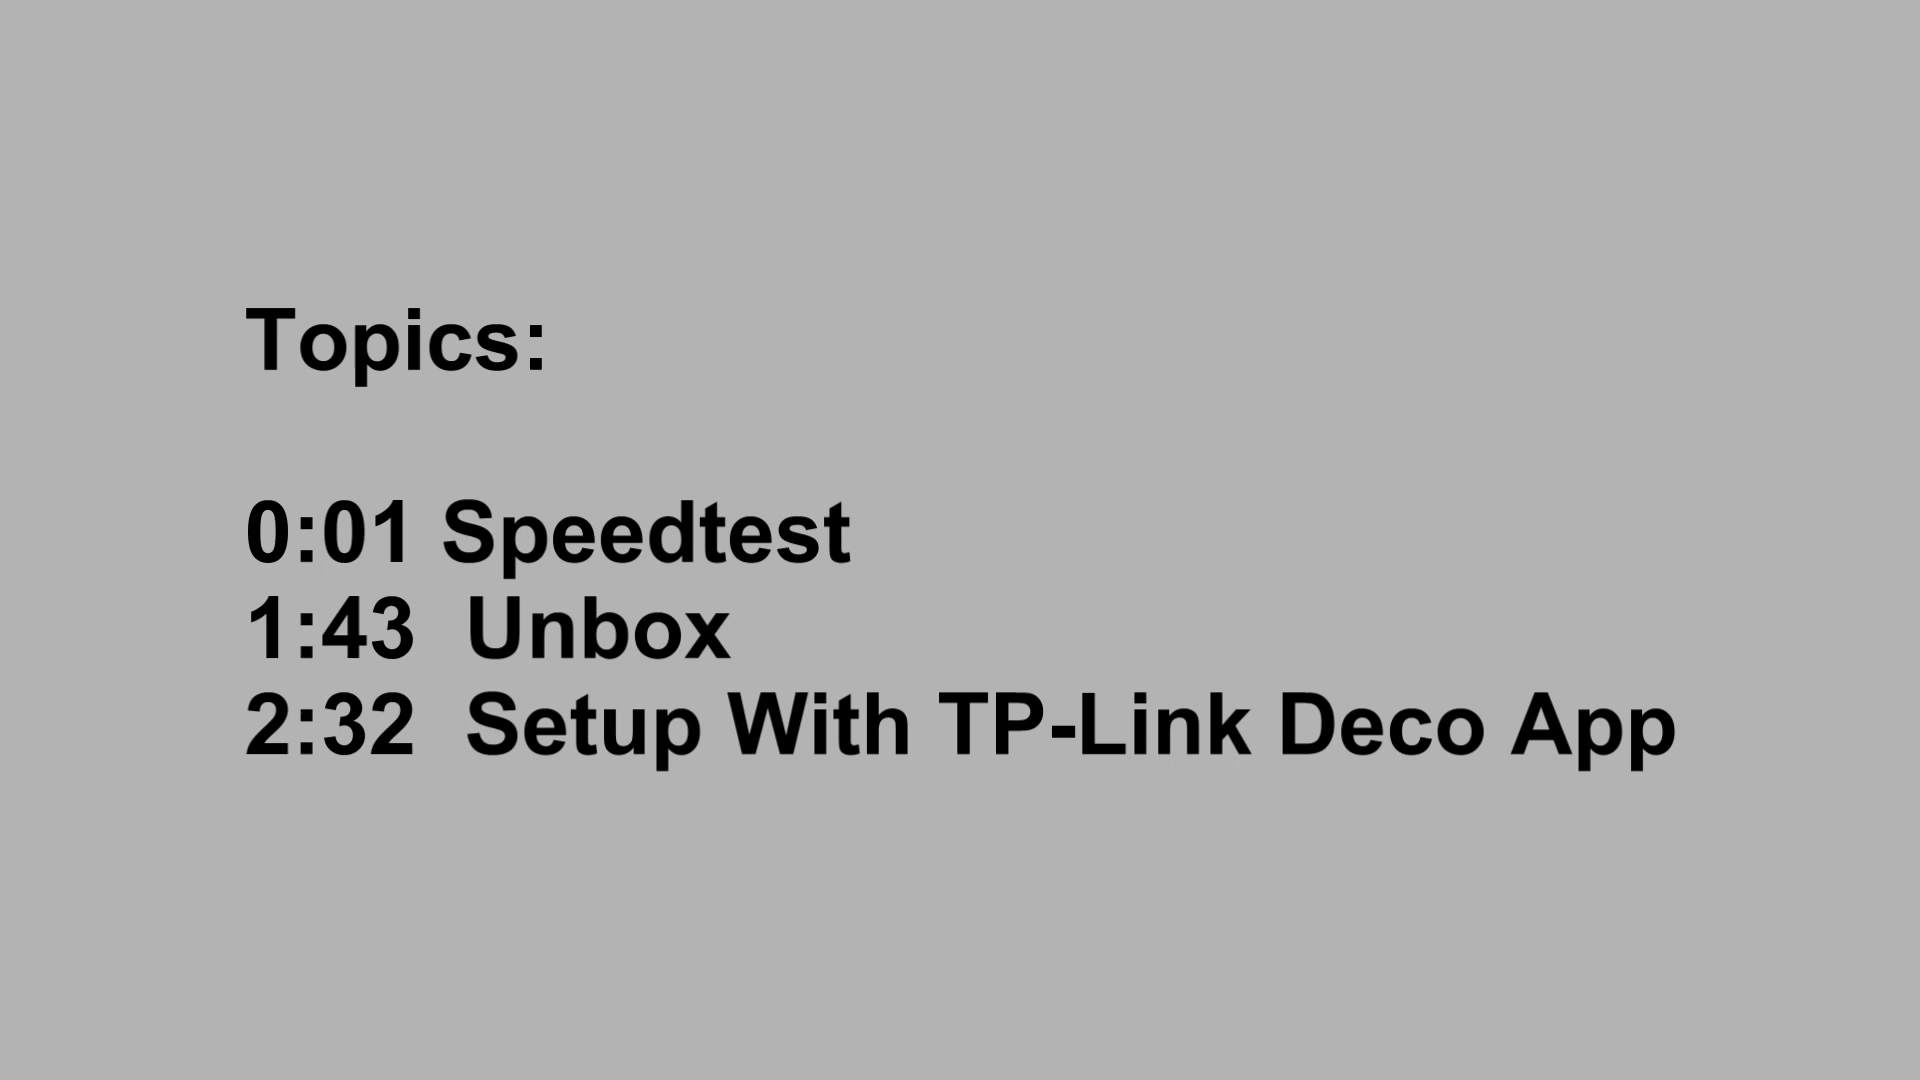 Topics:
0:01 Speedtest
1:43  Unbox
2:32  Setup With TP-Link Deco App